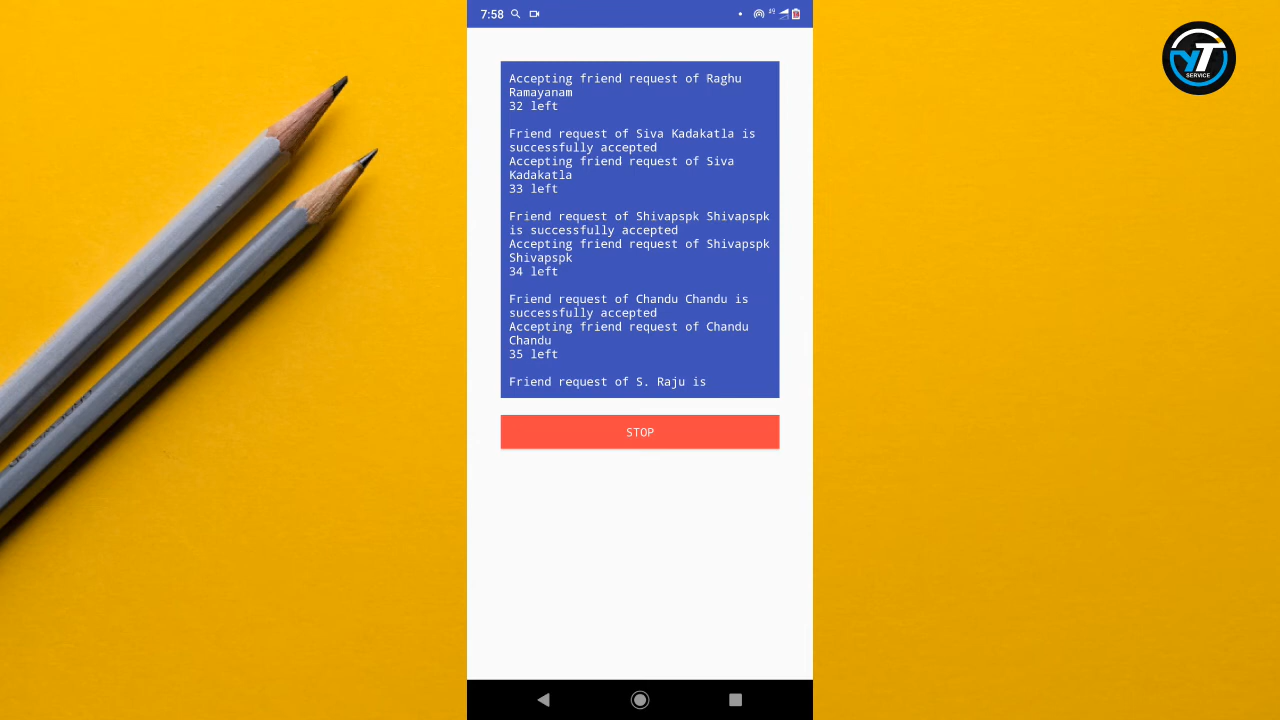 7:58
4G
YT
SERVICE
Accepting friend request of Raghu
Ramayanam
32 left
Friend request of Siva Kadakatla is
successfully accepted
Accepting friend request of Siva
Kadakatla
33 left
Friend request of Shivapspk Shivapspk
is successfully accepted
Accepting friend request of Shivapspk
Shivapspk
34 left
Friend request of Chandu Chandu is
successfully accepted
Accepting friend request of Chandu
Chandu
35 left
Friend request of S. Raju is
STOP